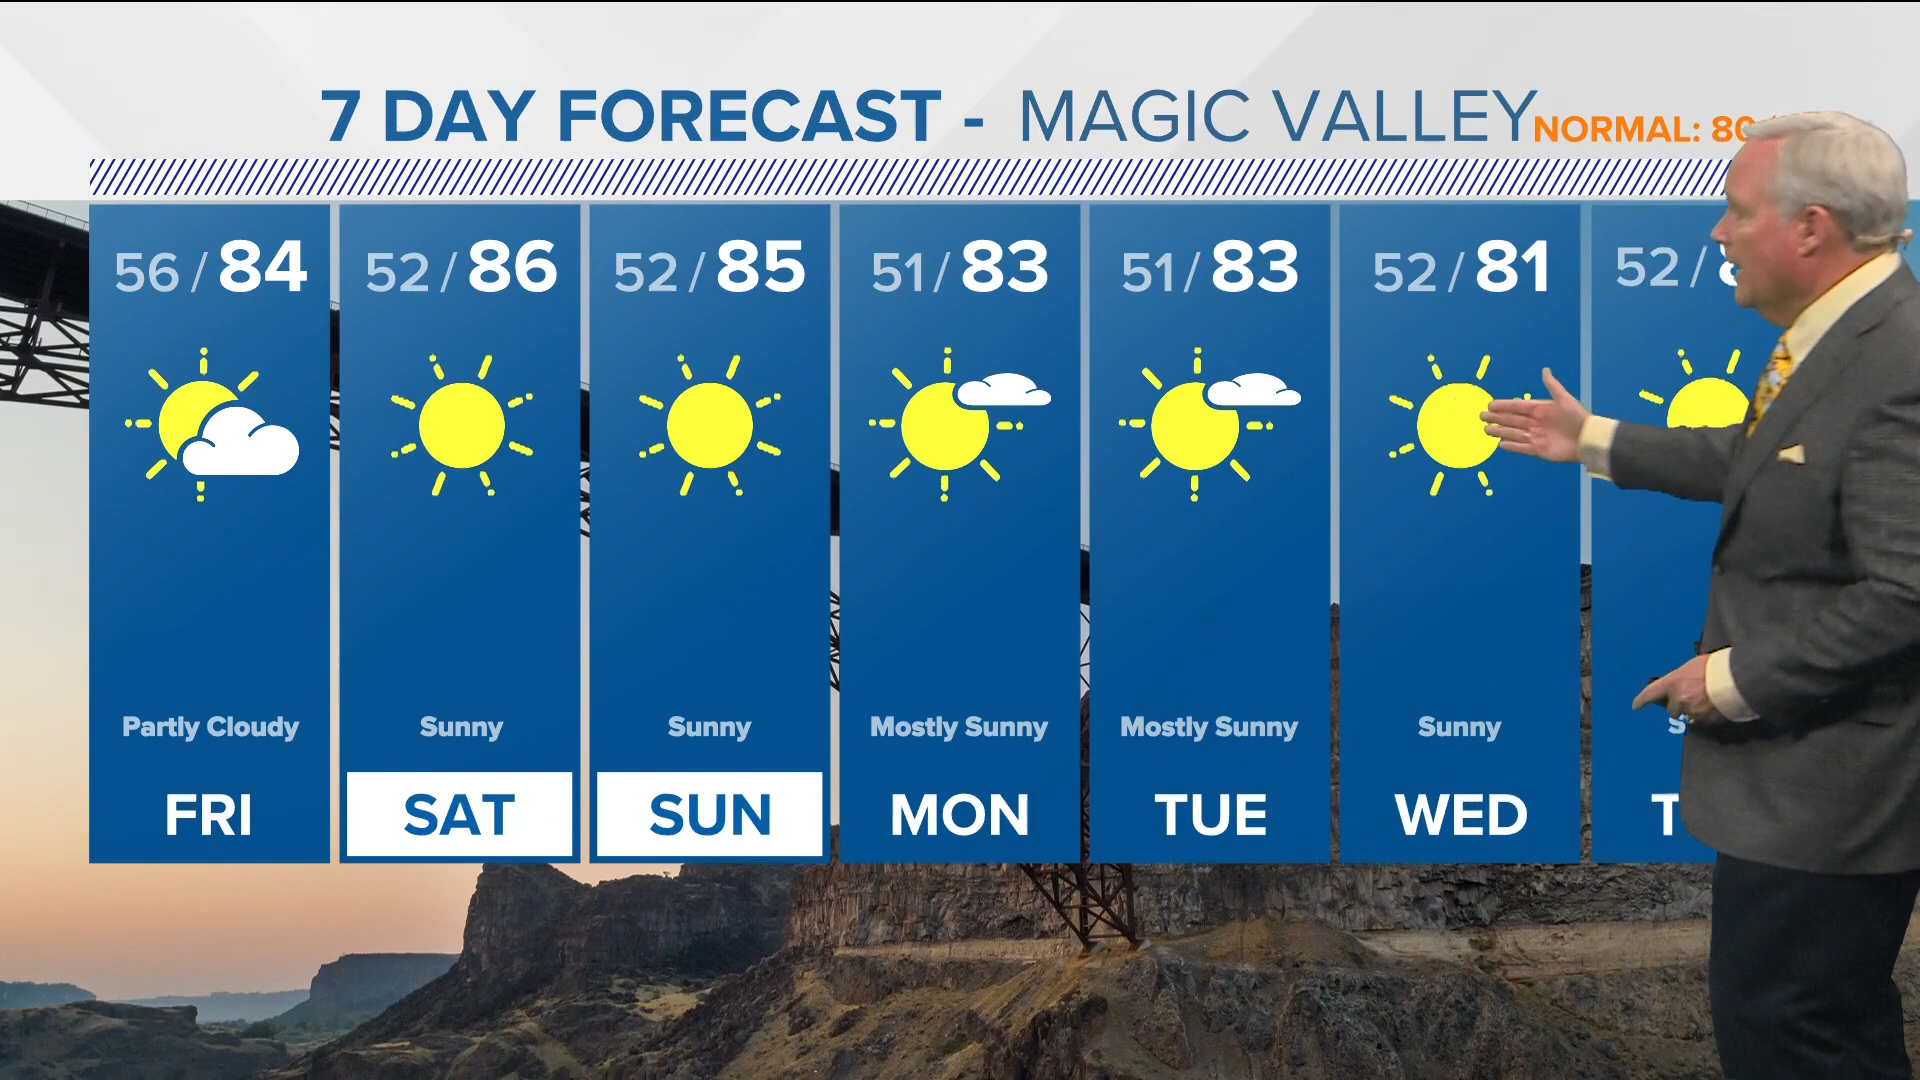 7 DAY FORECAST - MAGIC VALLEY
NORMAL: 80
56/84
52/86
52/85
51/83
51/83
52/81
52/
Partly Cloudy
Sunny
Sunny
Mostly Sunny
Mostly Sunny
Sunny
FRI
SAT
SUN
MON
TUE
WED